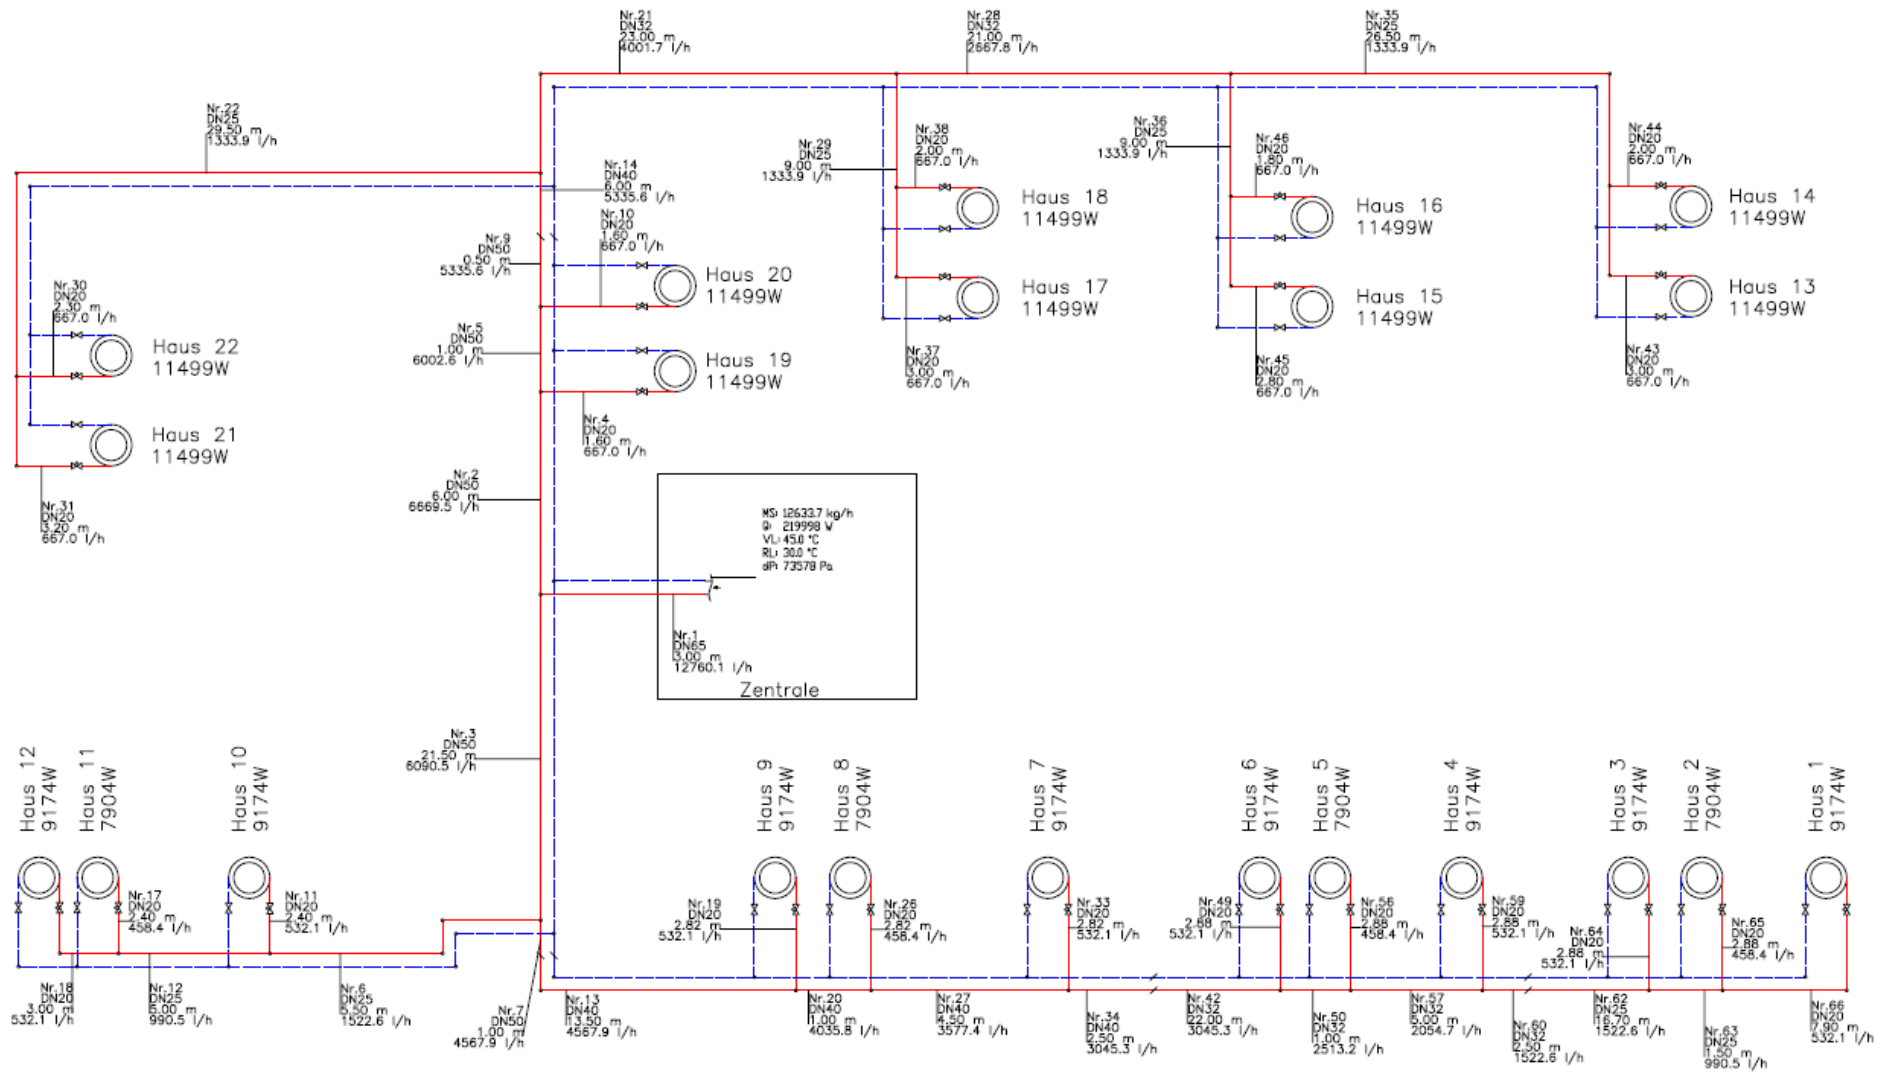 Nr.21
DN32
23.00 m
4001.7 l/h
Nr.28
DN32
21.00 m
2667.8 l/h
Nr.35
DN25
26.50 m
1333.9 l/h
Nr.22
DN25
29.50 m
1333.9 l/h
Nr.14
DN40
6.00 m
5335.6 l/h
Nr.29
DN25
9.00 m
1333.9 l/h
Nr.38
DN20
2.00 m
667.0 l/h
Nr.36
DN25
9.00 m
1333.9 l/h
Nr.46
DN20
1.80 m
667.0 l/h
Nr.44
DN20
2.00 m
667.0 l/h
Haus 18
11499W
Haus 16
11499W
Haus 14
11499W
Nr.10
DN20
1.60 m
667.0 l/h
Nr.9
DN50
0.50 m
5335.6 l/h
Haus 20
11499W
Haus 17
11499W
Haus 15
11499W
Haus 13
11499W
Nr.30
DN20
2.30 m
667.0 l/h
Nr.5
DN50
1.00 m
6002.6 l/h
Haus 22
11499W
Haus 19
11499W
Nr.37
DN20
3.00 m
667.0 l/h
Nr.45
DN20
2.80 m
667.0 l/h
Nr.43
DN20
3.00 m
667.0 l/h
Haus 21
11499W
Nr.4
DN20
1.60 m
667.0 l/h
Nr.2
DN50
6.00 m
6669.5 l/h
Nr.31
DN20
3.20 m
667.0 l/h
MS: 12633.7 kg/h
Q: 219998 W
VL: 45.0 °C
RL: 30.0 °C
dP: 73578 Pa
Nr.1
DN65
3.00 m
12760.1 l/h
Zentrale
Nr.3
DN50
21.50 m
6090.5 l/h
Haus 12
9174W
Haus 11
7904W
Haus 10
9174W
Haus 9
9174W
Haus 8
7904W
Haus 7
9174W
Haus 6
9174W
Haus 5
7904W
Haus 4
9174W
Haus 3
9174W
Haus 2
7904W
Haus 1
9174W
Nr.17
DN20
2.40 m
458.4 l/h
Nr.11
DN20
2.40 m
532.1 l/h
Nr.19
DN20
2.82 m
532.1 l/h
Nr.26
DN20
2.82 m
458.4 l/h
Nr.33
DN20
2.82 m
532.1 l/h
Nr.49
DN20
2.68 m
532.1 l/h
Nr.56
DN20
2.88 m
458.4 l/h
Nr.59
DN20
2.88 m
532.1 l/h
Nr.64
DN20
2.88 m
532.1 l/h
Nr.65
DN20
2.88 m
458.4 l/h
Nr.18
DN20
3.00 m
532.1 l/h
Nr.12
DN25
6.00 m
990.5 l/h
Nr.6
DN25
5.50 m
1522.6 l/h
Nr.7
DN50
1.00 m
4567.9 l/h
Nr.13
DN40
13.50 m
4567.9 l/h
Nr.20
DN40
1.00 m
4035.8 l/h
Nr.27
DN40
4.50 m
3577.4 l/h
Nr.34
DN40
2.50 m
3045.3 l/h
Nr.42
DN32
22.00 m
3045.3 l/h
Nr.50
DN32
1.00 m
2513.2 l/h
Nr.57
DN32
5.00 m
2054.7 l/h
Nr.60
DN32
2.50 m
1522.6 l/h
Nr.62
DN25
16.70 m
1522.6 l/h
Nr.63
DN25
1.50 m
990.5 l/h
Nr.66
DN20
7.90 m
532.1 l/h